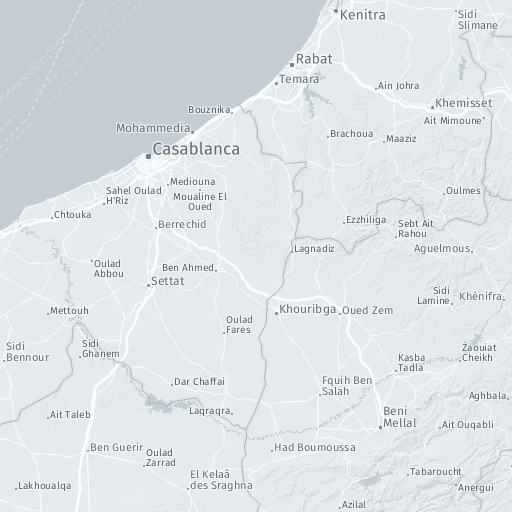 Kenitra
Sidi
Slimane
Rabat
Temara
Ain Johra
Khemisset
Bouznika
Ait Mimoune
Mohammedia
Brachoua
Maaziz
Casablanca
Mediouna
Sahel Oulad
H'Riz
Moualine El
Oued
Oulmes
Chtouka
Berrechid
Ezzhiliga
Sebt Ait
Rahou
Lagnadiz
Aguelmous
Oulad
Abbou
Ben Ahmed
Settat
Sidi
Lamine
Khénifra
Mettouh
Khouribga
Oued Zem
Oulad
Fares
Sidi
Bennour
Sidi
Ghanem
Zaouiat
Cheikh
Kasba
Tadla
Dar Chaffai
Fquih Ben
Salah
Aghbala
Ait Taleb
Laqraqra
Beni
Mellal
Ait Ouqabli
Ben Guerir
Oulad
Zarrad
Had Boumoussa
Tabaroucht
El Kelaâ
des Sraghna
Lakhoualqa
Anergui
Azilal